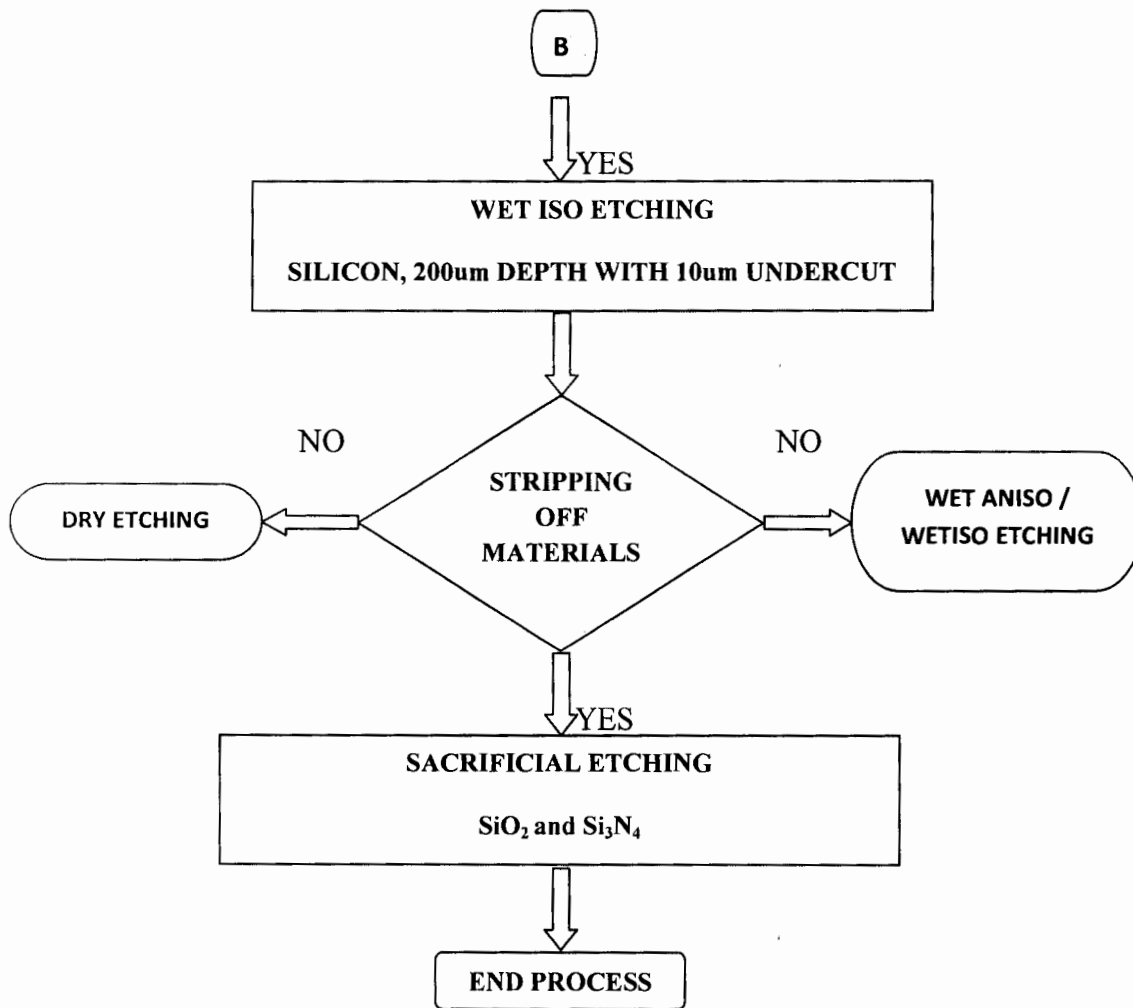 B
YES
WET ISO ETCHING
SILICON, 200um DEPTH WITH 10um UNDERCUT
NO
NO
STRIPPING
OFF
MATERIALS
DRY ETCHING
WET ANISO /
WETISO ETCHING
YES
SACRIFICIAL ETCHING
SiO₂ and Si₃N₄
END PROCESS